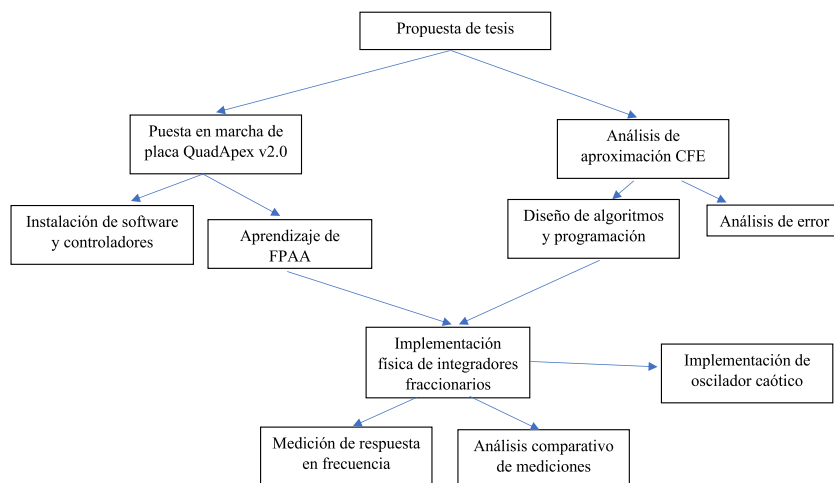 Propuesta de tesis
Puesta en marcha de
placa QuadApex v2.0
Análisis de
aproximación CFE
Instalación de software
y controladores
Aprendizaje de
FPAA
Diseño de algoritmos
y programación
Análisis de error
Implementación
física de integradores
fraccionarios
Implementación de
oscilador caótico
Medición de respuesta
en frecuencia
Análisis comparativo
de mediciones